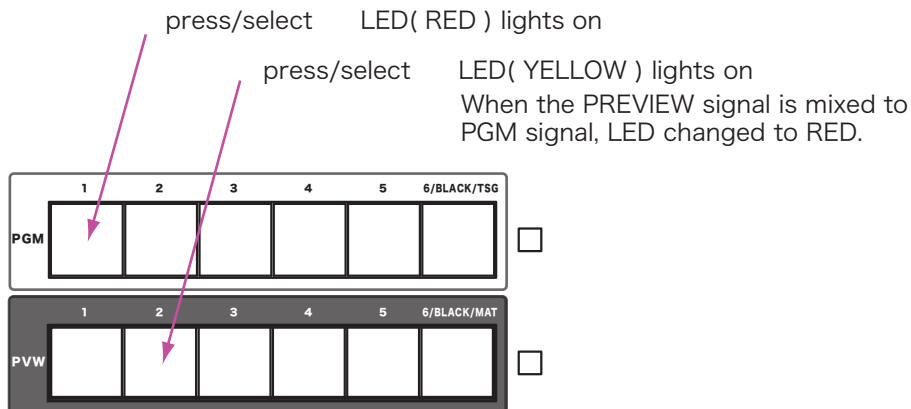 press/select LED( RED ) lights on
press/select LED( YELLOW ) lights on
When the PREVIEW signal is mixed to
PGM signal, LED changed to RED.
1 2 3 4 5 6/BLACK/TSG
PGM
1 2 3 4 5 6/BLACK/MAT
PVW